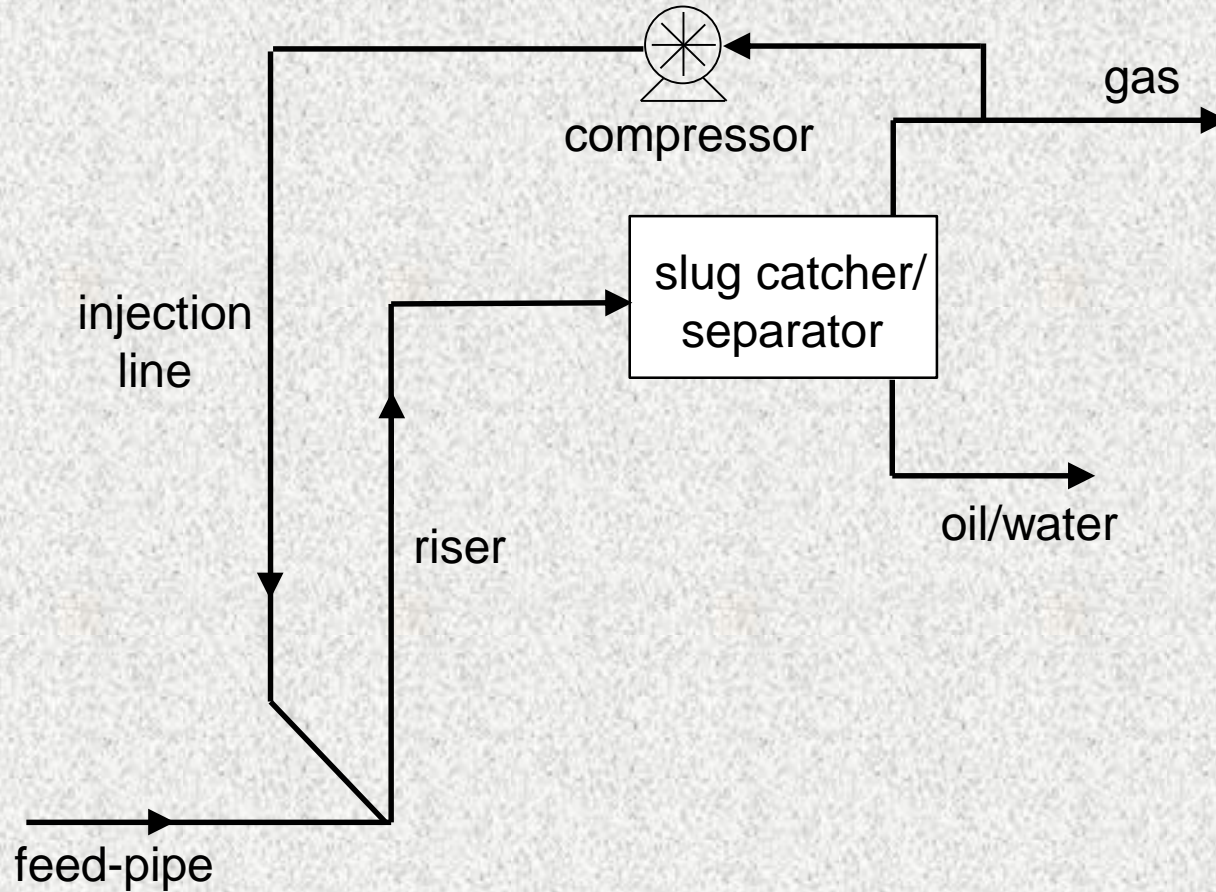 gas
compressor
slug catcher/
separator
injection
line
oil/water
riser
feed-pipe